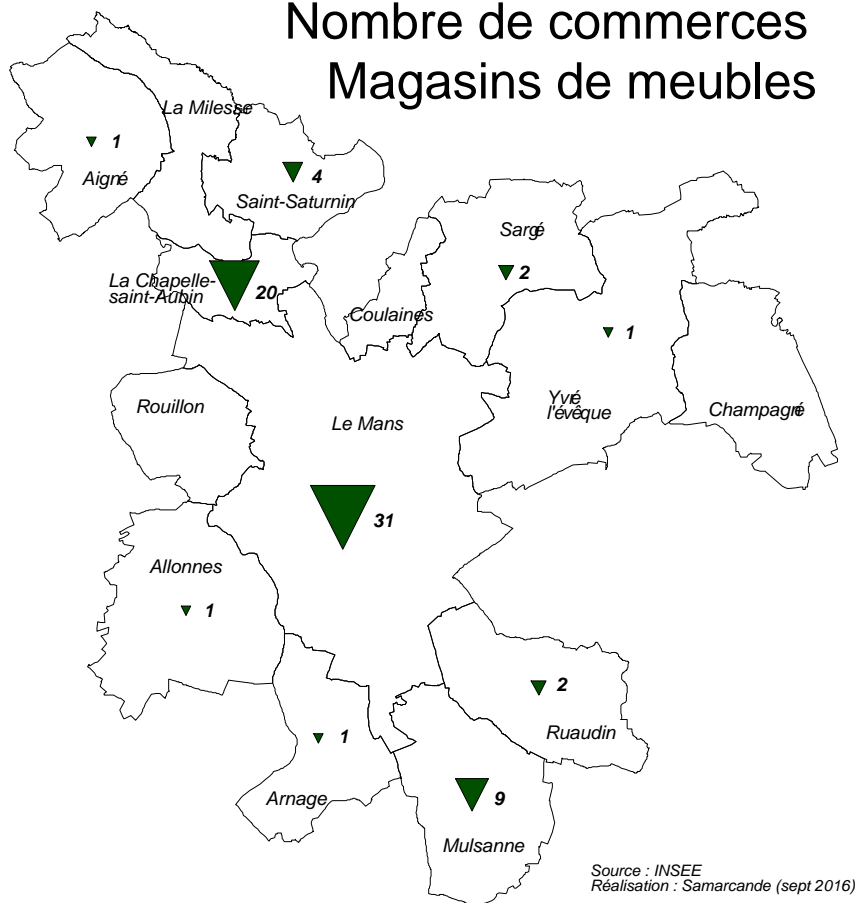 Nombre de commerces
Magasins de meubles
La Milesse
1
Aigné
4
Saint-Saturnin
Sargé
2
La Chapelle-
saint-Aubin
20
Coulaines
1
Yvré
l'évêque
Champagné
Rouillon
Le Mans
31
Allonnes
1
2
Ruaudin
1
Arnage
9
Mulsanne
Source : INSEE
Réalisation : Samarcande (sept 2016)